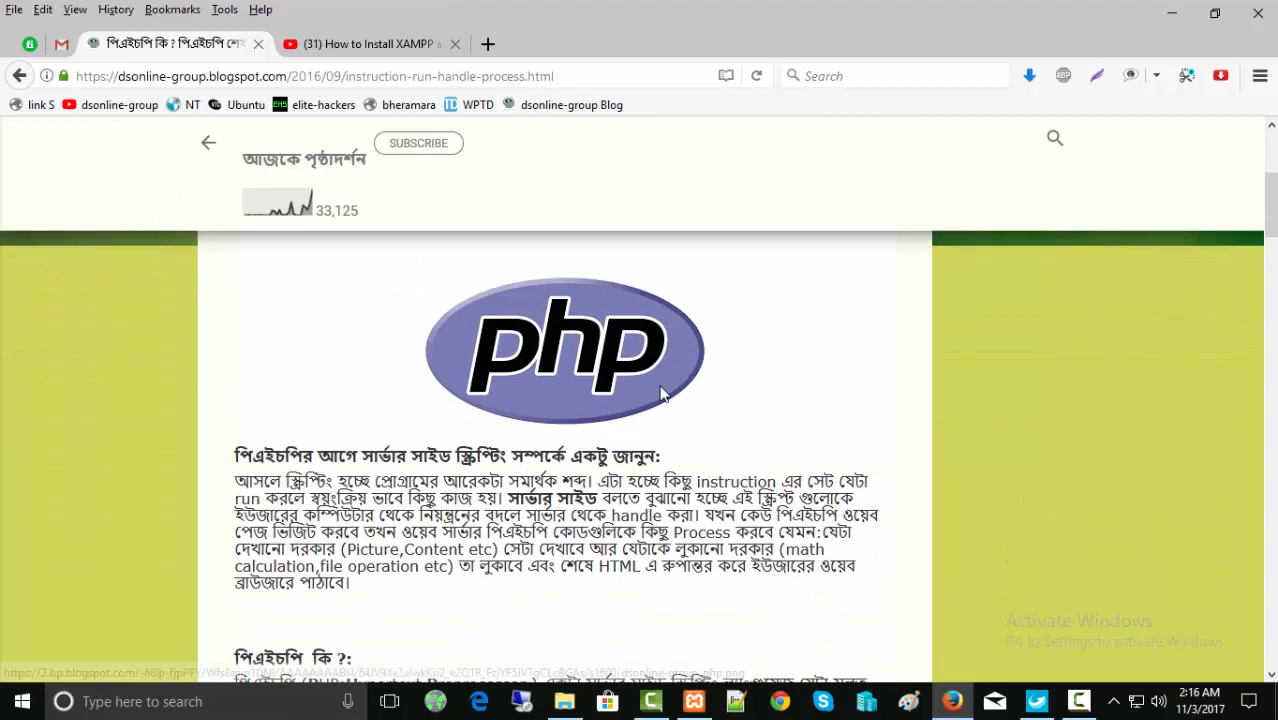 File Edit View History Bookmarks Tools Help
পিএইচপি কি ? পিএইচপি শে
(31) How to Install XAMPP
https://dsonline-group.blogspot.com/2016/09/instruction-run-handle-process.html
Search
ABP
link S dsonline-group NT Ubuntu EHS elite-hackers bheramara TD WPTD dsonline-group Blog
SUBSCRIBE
আজকে পৃষ্ঠাদর্শন
33,125
php
পিএইচপির আগে সার্ভার সাইড স্ক্রিপ্টিং সম্পর্কে একটু জানুন:
আসলে স্ক্রিপ্টিং হচ্ছে প্রোগ্রামের আরেকটা সমার্থক শব্দ। এটা হচ্ছে কিছু instruction এর সেট যেটা
run করলে স্বয়ংক্রিয় ভাবে কিছু কাজ হয়। সার্ভার সাইড বলতে বুঝানো হচ্ছে এই স্ক্রিপ্ট গুলোকে
ইউজারের কম্পিউটার থেকে নিয়ন্ত্রনের বদলে সার্ভার থেকে handle করা। যখন কেউ পিএইচপি ওয়েব
পেজ ভিজিট করবে তখন ওয়েব সার্ভার পিএইচপি কোডগুলিকে কিছু Process করবে যেমন:যেটা
দেখানো দরকার (Picture,Content etc) সেটা দেখাবে আর যেটাকে লুকানো দরকার (math
calculation,file operation etc) তা লুকাবে এবং শেষে HTML এ রুপান্তর করে ইউজারের ওয়েব
ব্রাউজারে পাঠাবে।
Activate Windows
Go to Settings to activate Windows
পিএইচপি কি ?:
Type here to search
2:16 AM
11/3/2017